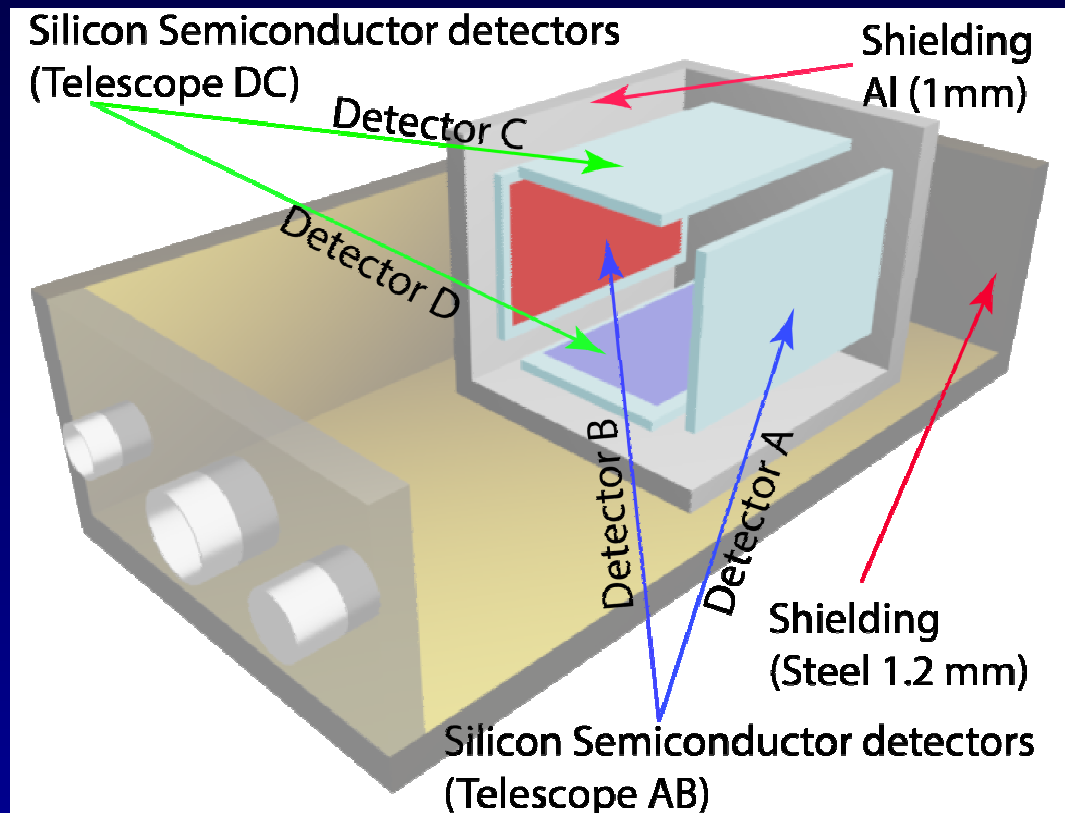 Silicon Semiconductor detectors
(Telescope DC)
Shielding
Al (1mm)
Detector C
Detector D
Detector B
Detector A
Shielding
(Steel 1.2 mm)
Silicon Semiconductor detectors
(Telescope AB)